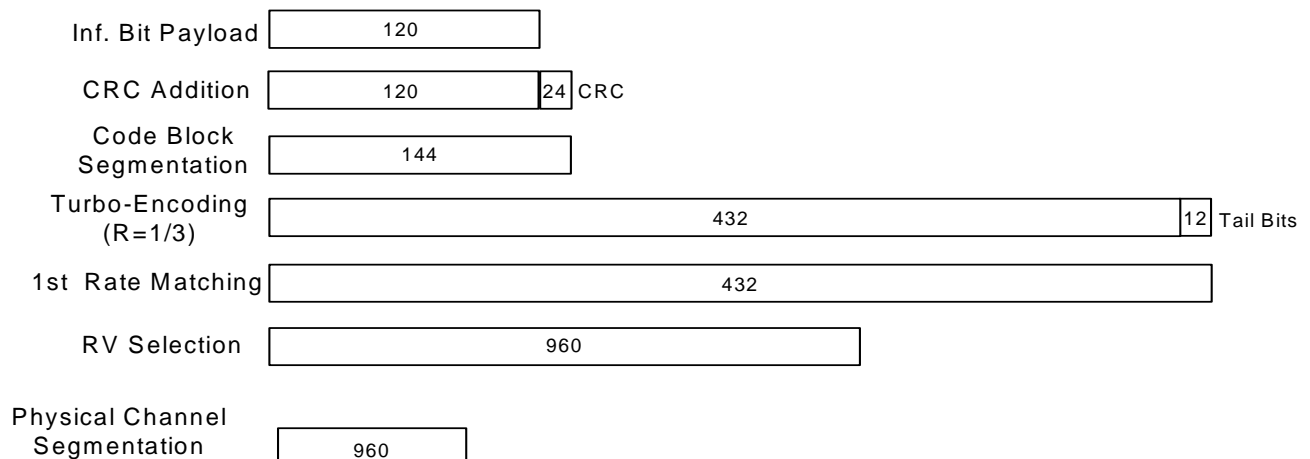 Inf. Bit Payload 120
CRC Addition 120 24 CRC
Code Block
Segmentation 144
Turbo-Encoding
(R=1/3) 432 12 Tail Bits
1st Rate Matching 432
RV Selection 960
Physical Channel
Segmentation 960